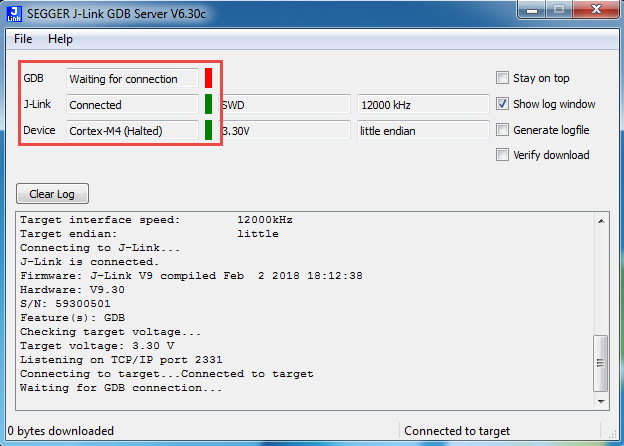 J
LINK
SEGGER J-Link GDB Server V6.30c
File Help
GDB Waiting for connection Stay on top
J-Link Connected SWD 12000 kHz Show log window
Device Cortex-M4 (Halted) 3.30V little endian Generate logfile
Verify download
Clear Log
Target interface speed: 12000kHz
Target endian: little
Connecting to J-Link...
J-Link is connected.
Firmware: J-Link V9 compiled Feb  2 2018 18:12:38
Hardware: V9.30
S/N: 59300501
Feature(s): GDB
Checking target voltage...
Target voltage: 3.30 V
Listening on TCP/IP port 2331
Connecting to target...Connected to target
Waiting for GDB connection...
0 bytes downloaded Connected to target